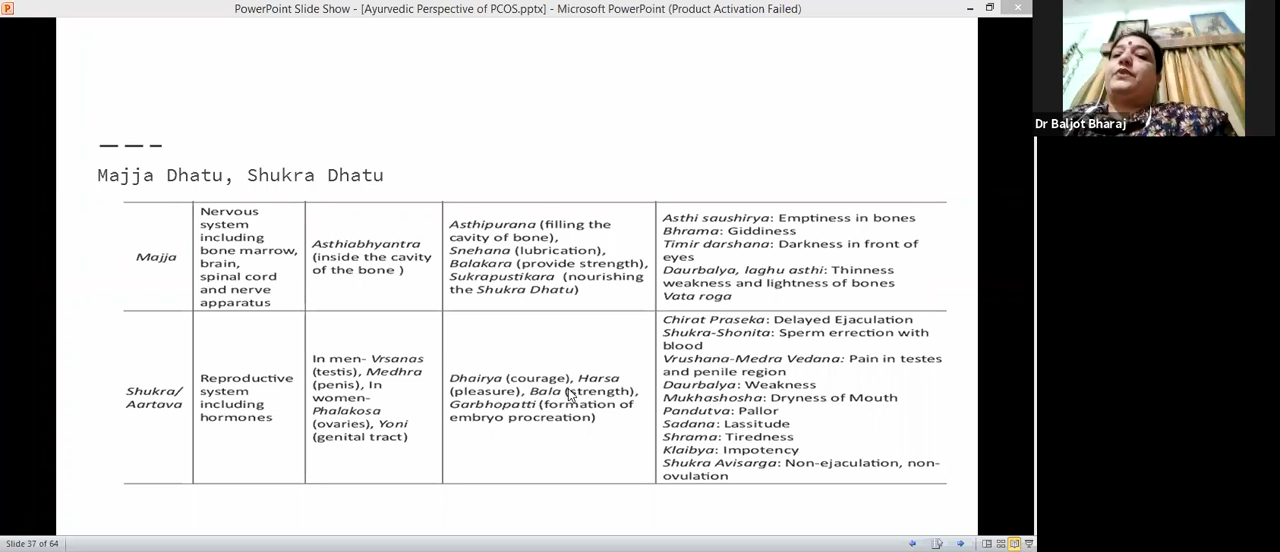 PowerPoint Slide Show - [Ayurvedic Perspective of PCOS.pptx] - Microsoft PowerPoint (Product Activation Failed)
Dr Baljot Bharaj
Majja Dhatu, Shukra Dhatu
Majja
Nervous
system
including
bone marrow,
brain,
spinal cord
and nerve
apparatus
Asthiabhyantra
(inside the cavity
of the bone )
Asthipurana (filling the
cavity of bone),
Snehana (lubrication),
Balakara (provide strength),
Sukrapustikara (nourishing
the Shukra Dhatu)
Asthi saushirya: Emptiness in bones
Bhrama: Giddiness
Timir darshana: Darkness in front of
eyes
Daurbalya, laghu asthi: Thinness
weakness and lightness of bones
Vata roga
Shukra/
Aartava
Reproductive
system
including
hormones
In men- Vrsanas
(testis), Medhra
(penis), In
women-
Phalakosa
(ovaries), Yoni
(genital tract)
Dhairya (courage), Harsa
(pleasure), Bala (strength),
Garbhopatti (formation of
embryo procreation)
Chirat Praseka: Delayed Ejaculation
Shukra-Shonita: Sperm errection with
blood
Vrushana-Medra Vedana: Pain in testes
and penile region
Daurbalya: Weakness
Mukhashosha: Dryness of Mouth
Pandutva: Pallor
Sadana: Lassitude
Shrama: Tiredness
Klaibya: Impotency
Shukra Avisarga: Non-ejaculation, non-
ovulation
Slide 37 of 64